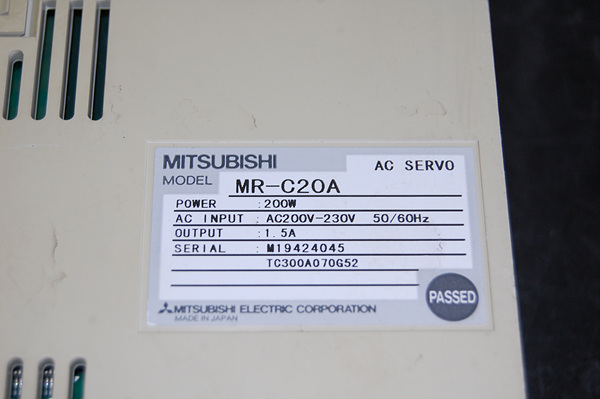 MITSUBISHI
AC SERVO
MODEL MR-C20A
POWER : 200W
AC INPUT : AC200V-230V 50/60Hz
OUTPUT : 1.5A
SERIAL : M19424045
TC300A070G52
PASSED
MITSUBISHI ELECTRIC CORPORATION
MADE IN JAPAN